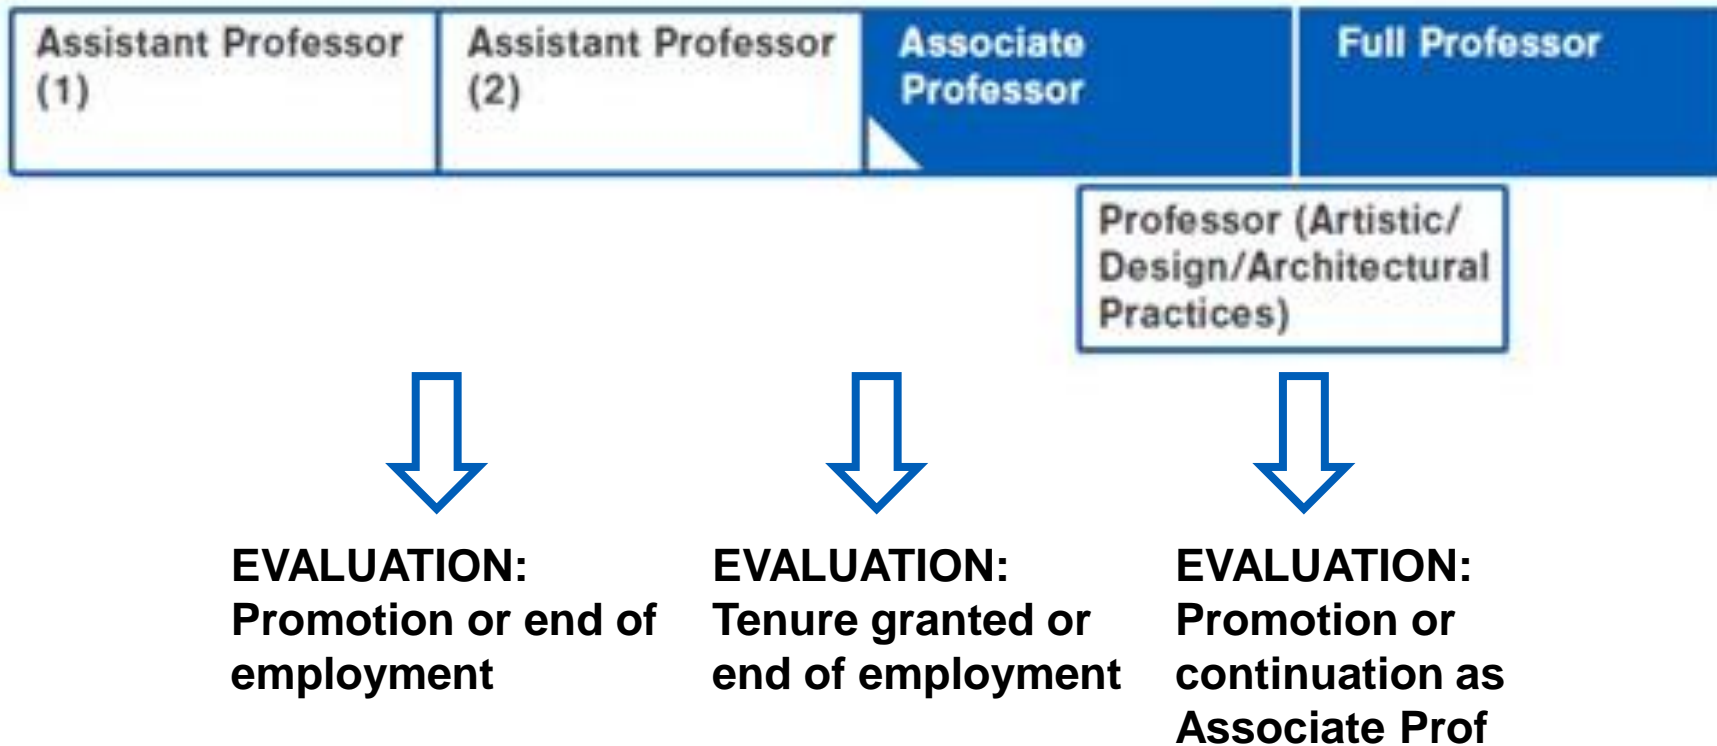 Assistant Professor
(1)
Assistant Professor
(2)
Associate
Professor
Full Professor
Professor (Artistic/
Design/Architectural
Practices)
EVALUATION:
Promotion or end of
employment
EVALUATION:
Tenure granted or
end of employment
EVALUATION:
Promotion or
continuation as
Associate Prof